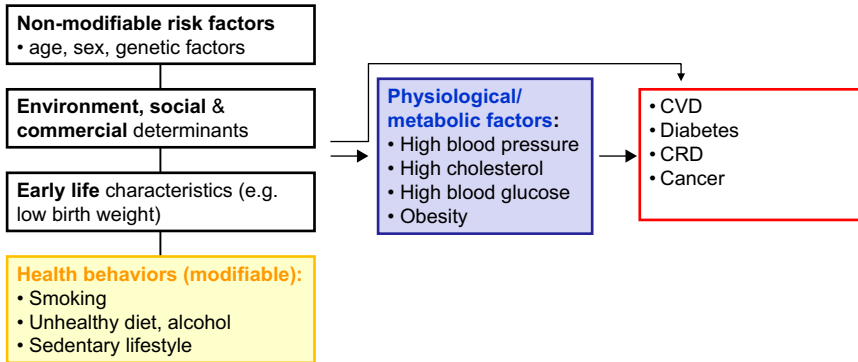 Non-modifiable risk factors
• age, sex, genetic factors
Environment, social &
commercial determinants
Early life characteristics (e.g.
low birth weight)
Health behaviors (modifiable):
• Smoking
• Unhealthy diet, alcohol
• Sedentary lifestyle
Physiological/
metabolic factors:
• High blood pressure
• High cholesterol
• High blood glucose
• Obesity
• CVD
• Diabetes
• CRD
• Cancer